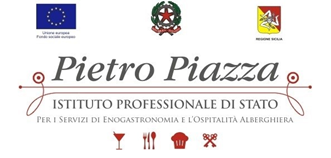 Unione europea
Fondo sociale europeo
REGIONE SICILIA
Pietro Piazza
ISTITUTO PROFESSIONALE DI STATO
PER I SERVIZI DI ENOGASTRONOMIA E L'OSPITALITÀ ALBERGHIERA